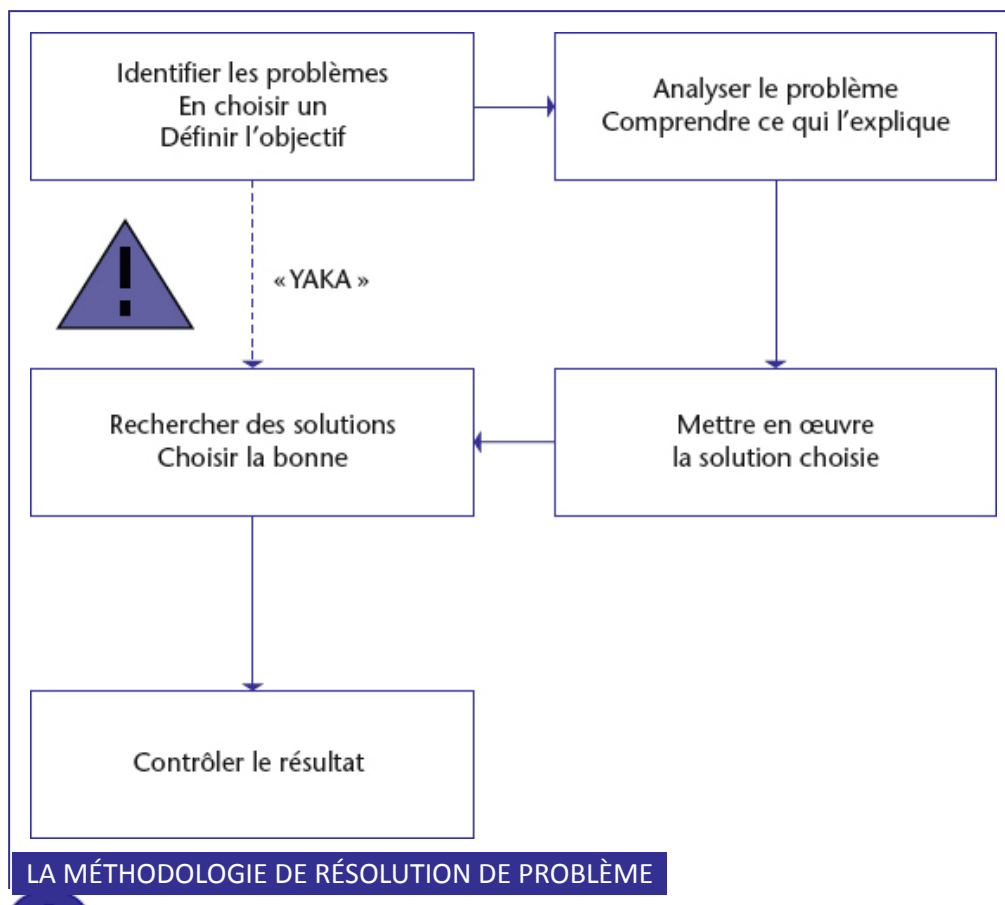 Identifier les problèmes
En choisir un
Définir l'objectif
Analyser le problème
Comprendre ce qui l'explique
!
« YAKA »
Rechercher des solutions
Choisir la bonne
Mettre en œuvre
la solution choisie
Contrôler le résultat
LA MÉTHODOLOGIE DE RÉSOLUTION DE PROBLÈME